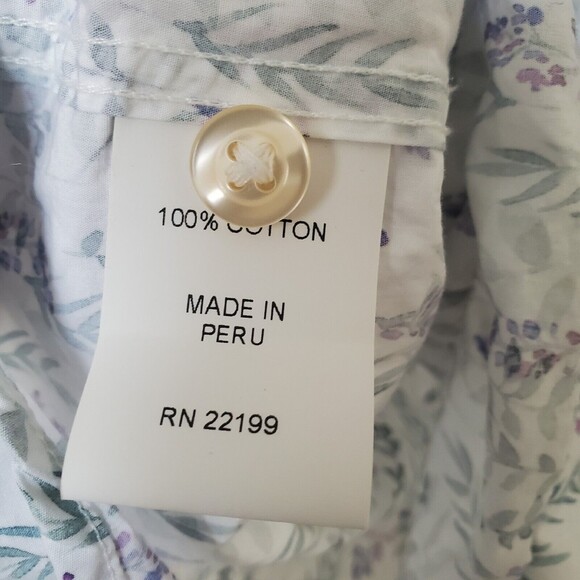 100% COTTON
MADE IN
PERU
RN 22199